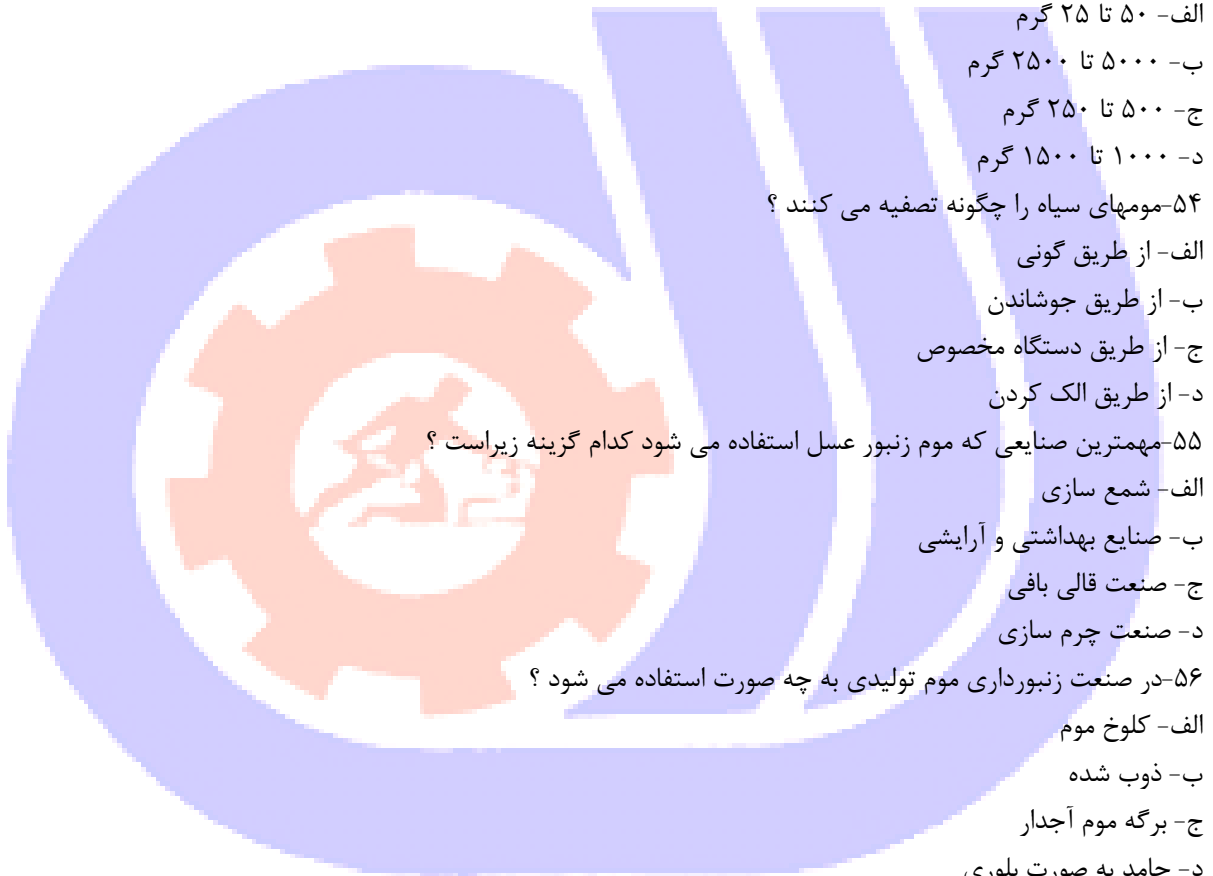 الف- ۵۰ تا ۲۵ گرم
ب- ۵۰۰۰ تا ۲۵۰۰ گرم
ج- ۵۰۰ تا ۲۵۰ گرم
د- ۱۰۰۰ تا ۱۵۰۰ گرم
۵۴-مومهای سیاه را چگونه تصفیه می کنند ؟
الف- از طریق گونی
ب- از طریق جوشاندن
ج- از طریق دستگاه مخصوص
د- از طریق الک کردن
۵۵-مهمترین صنایعی که موم زنبور عسل استفاده می شود کدام گزینه زیراست ؟
الف- شمع سازی
ب- صنایع بهداشتی و آرایشی
ج- صنعت قالی بافی
د- صنعت چرم سازی
۵۶-در صنعت زنبورداری موم تولیدی به چه صورت استفاده می شود ؟
الف- کلوخ موم
ب- ذوب شده
ج- برگه موم آجدار
د- جامد به صورت بلوری